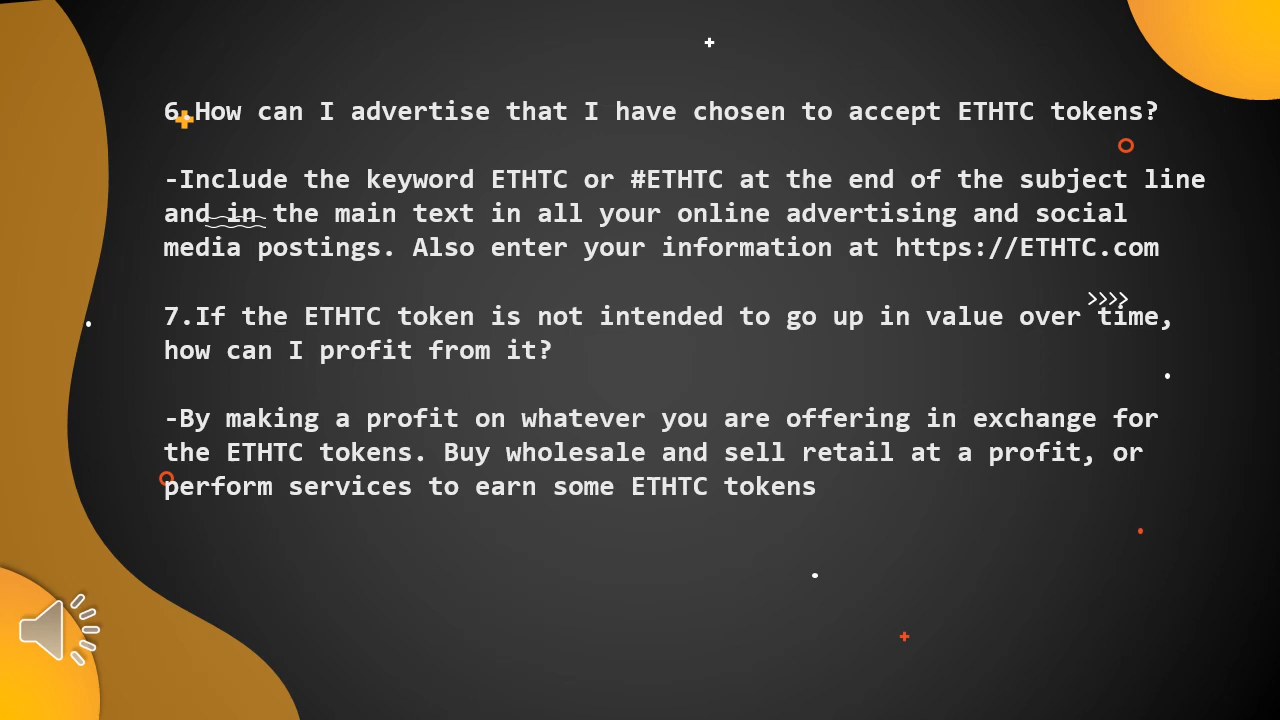 6.How can I advertise that I have chosen to accept ETHTC tokens?
-Include the keyword ETHTC or #ETHTC at the end of the subject line
and in the main text in all your online advertising and social
media postings. Also enter your information at https://ETHTC.com
7.If the ETHTC token is not intended to go up in value over time,
how can I profit from it?
-By making a profit on whatever you are offering in exchange for
the ETHTC tokens. Buy wholesale and sell retail at a profit, or
perform services to earn some ETHTC tokens